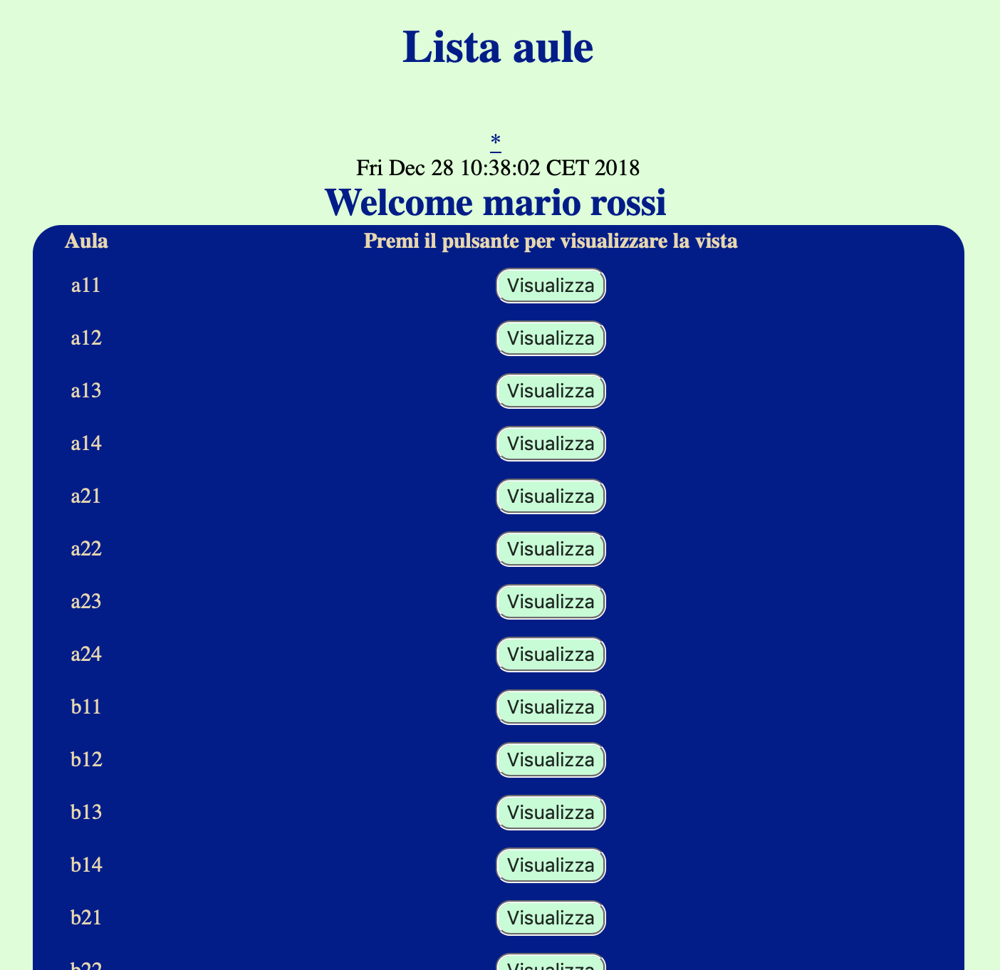 Lista aule
*
Fri Dec 28 10:38:02 CET 2018
Welcome mario rossi
Aula Premi il pulsante per visualizzare la vista
a11 Visualizza
a12 Visualizza
a13 Visualizza
a14 Visualizza
a21 Visualizza
a22 Visualizza
a23 Visualizza
a24 Visualizza
b11 Visualizza
b12 Visualizza
b13 Visualizza
b14 Visualizza
b21 Visualizza
b22 Visualizza